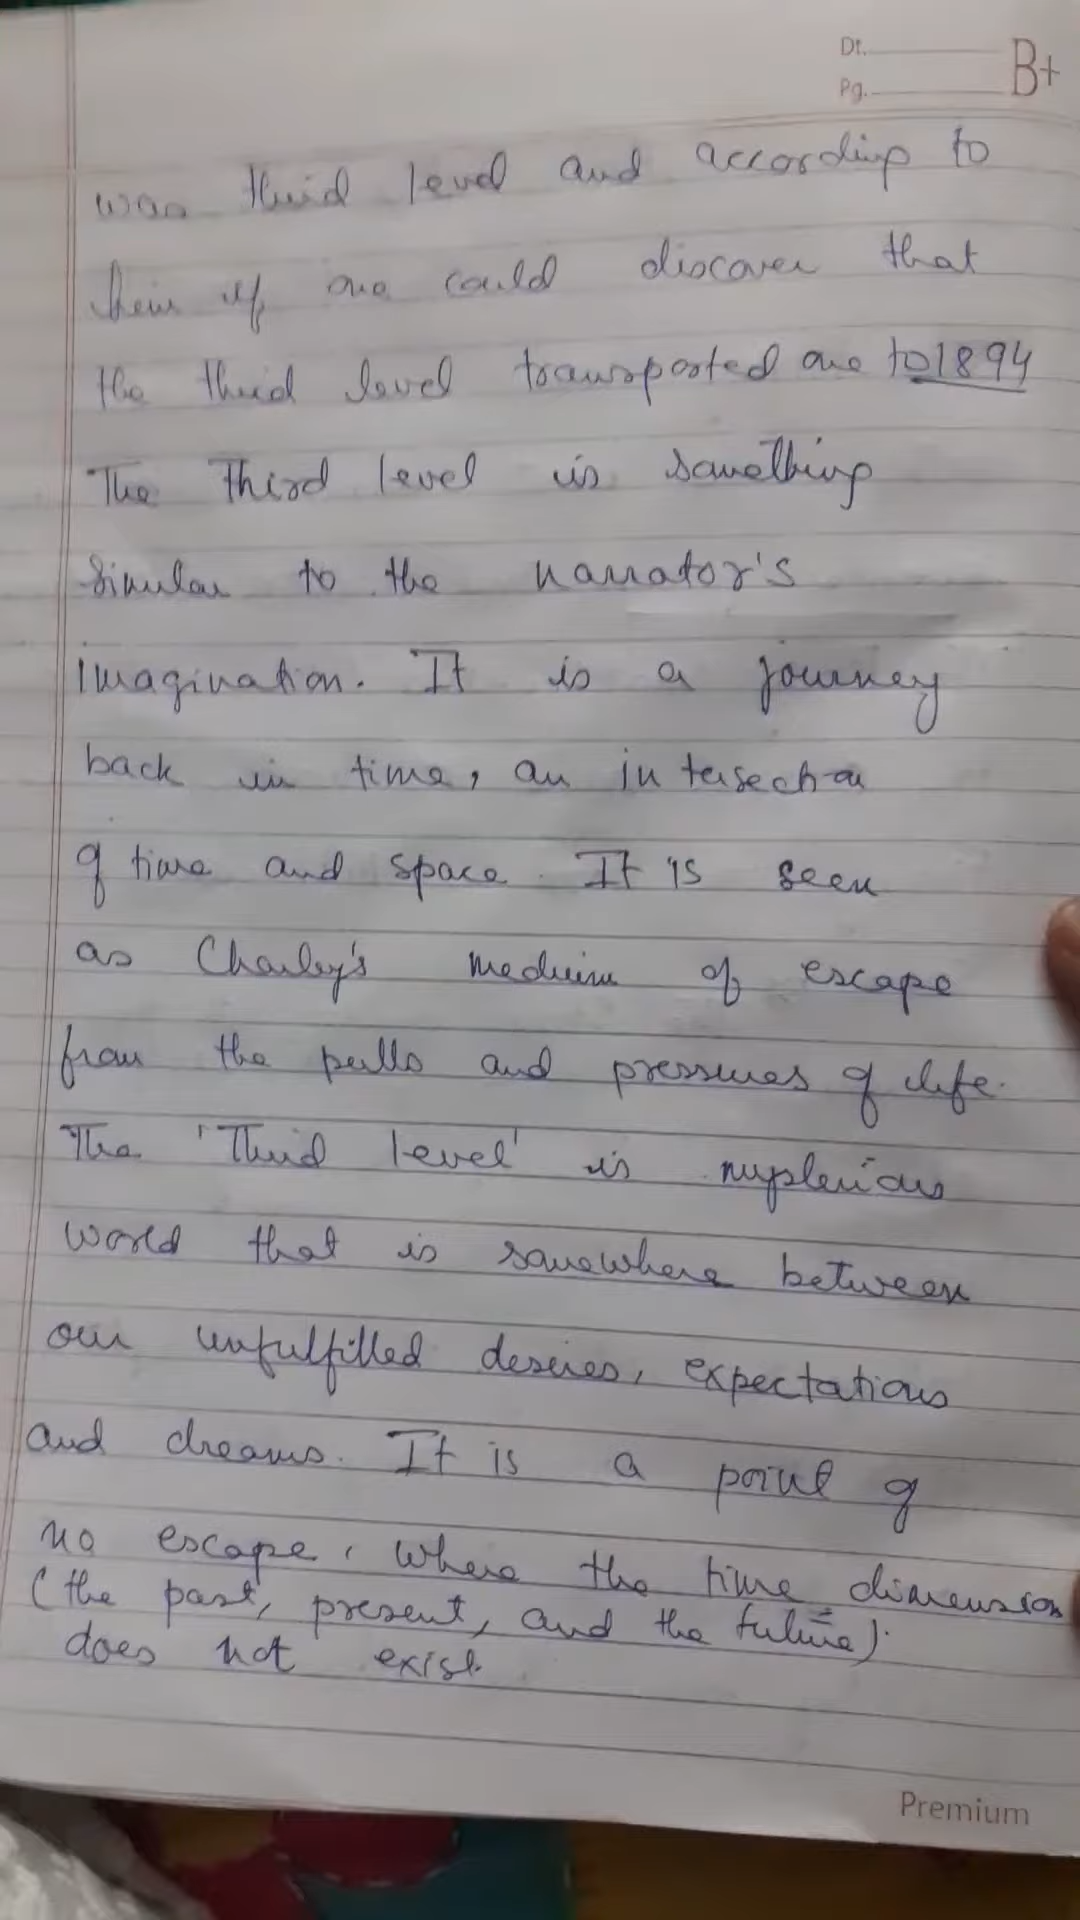 Dt.
Pg.
B+
was third level and according to
him if one could discover that
the third level transported one to 1894
The Third level is something
similar to the narrator's
imagination. It is a journey
back in time, an intersection
of time and space. It is seen
as Charley's medium of escape
from the pulls and pressures of life.
The 'Third level' is mysterious
world that is somewhere between
our unfulfilled desires, expectations
and dreams. It is a point of
no escape, where the time dimension
(the past, present, and the future)
does not exist.
Premium